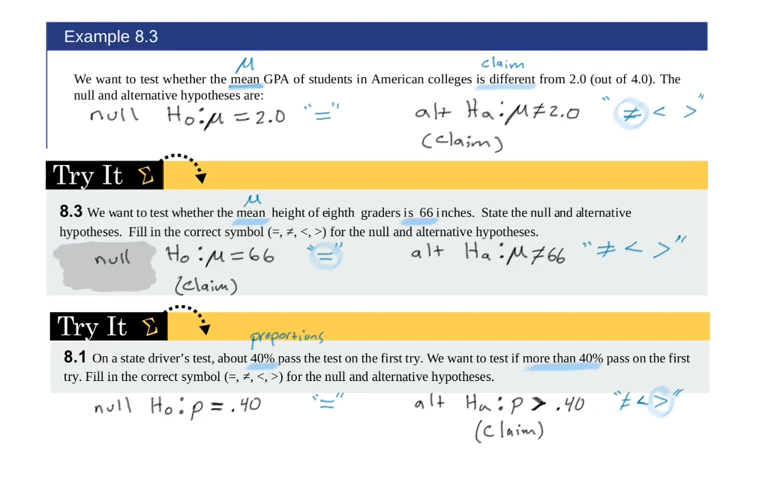 Example 8.3
μ claim
We want to test whether the mean GPA of students in American colleges is different from 2.0 (out of 4.0). The
null and alternative hypotheses are:
null H₀:μ = 2.0 "=" alt Hₐ:μ≠2.0 "≠ < >"
(claim)
Try It Σ
μ
8.3 We want to test whether the mean height of eighth graders is 66 inches. State the null and alternative
hypotheses. Fill in the correct symbol (=, ≠, <, >) for the null and alternative hypotheses.
null H₀:μ=66 "=" alt Hₐ:μ≠66 "≠ < >"
(claim)
Try It Σ
proportions
8.1 On a state driver's test, about 40% pass the test on the first try. We want to test if more than 40% pass on the first
try. Fill in the correct symbol (=, ≠, <, >) for the null and alternative hypotheses.
null H₀:p = .40 "=" alt Hₐ:p > .40 "≠ < >"
(claim)